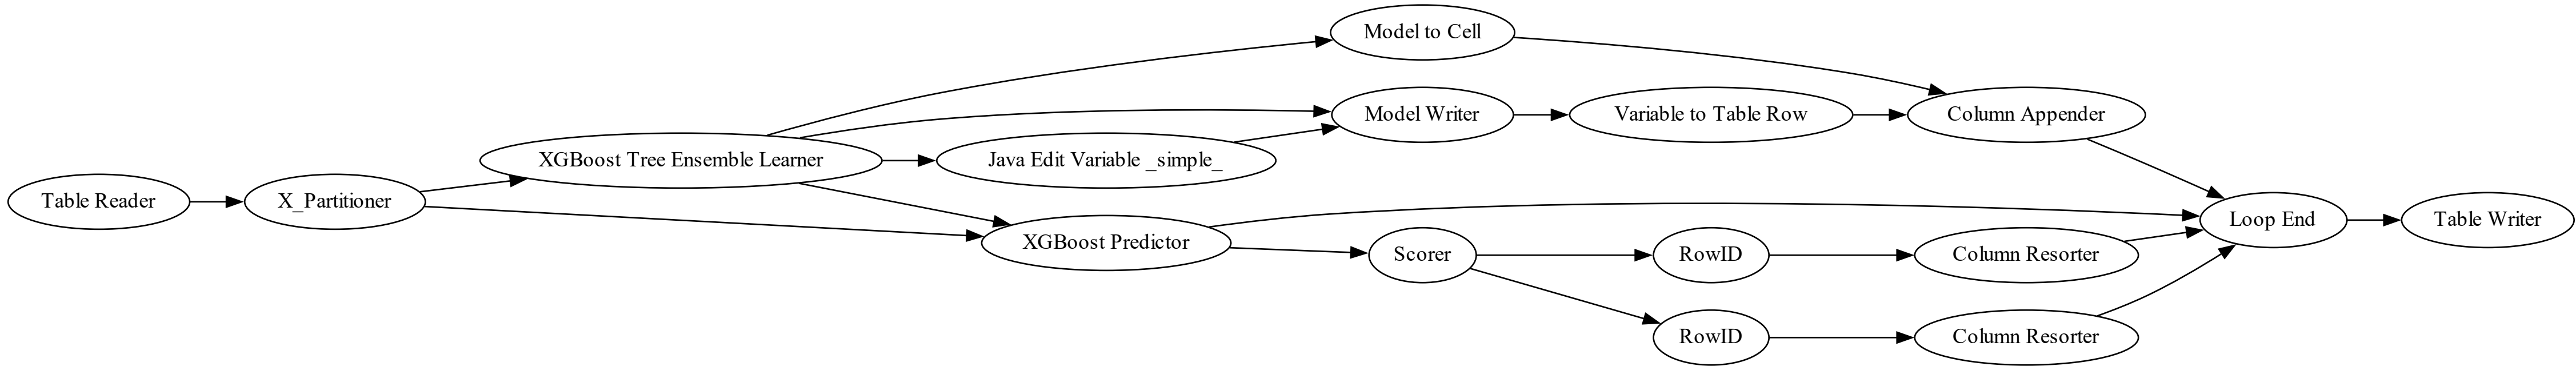 Model to Cell
Model Writer
Variable to Table Row
Column Appender
XGBoost Tree Ensemble Learner
Java Edit Variable _simple_
Table Reader
X_Partitioner
XGBoost Predictor
Loop End
Table Writer
Scorer
RowID
Column Resorter
RowID
Column Resorter